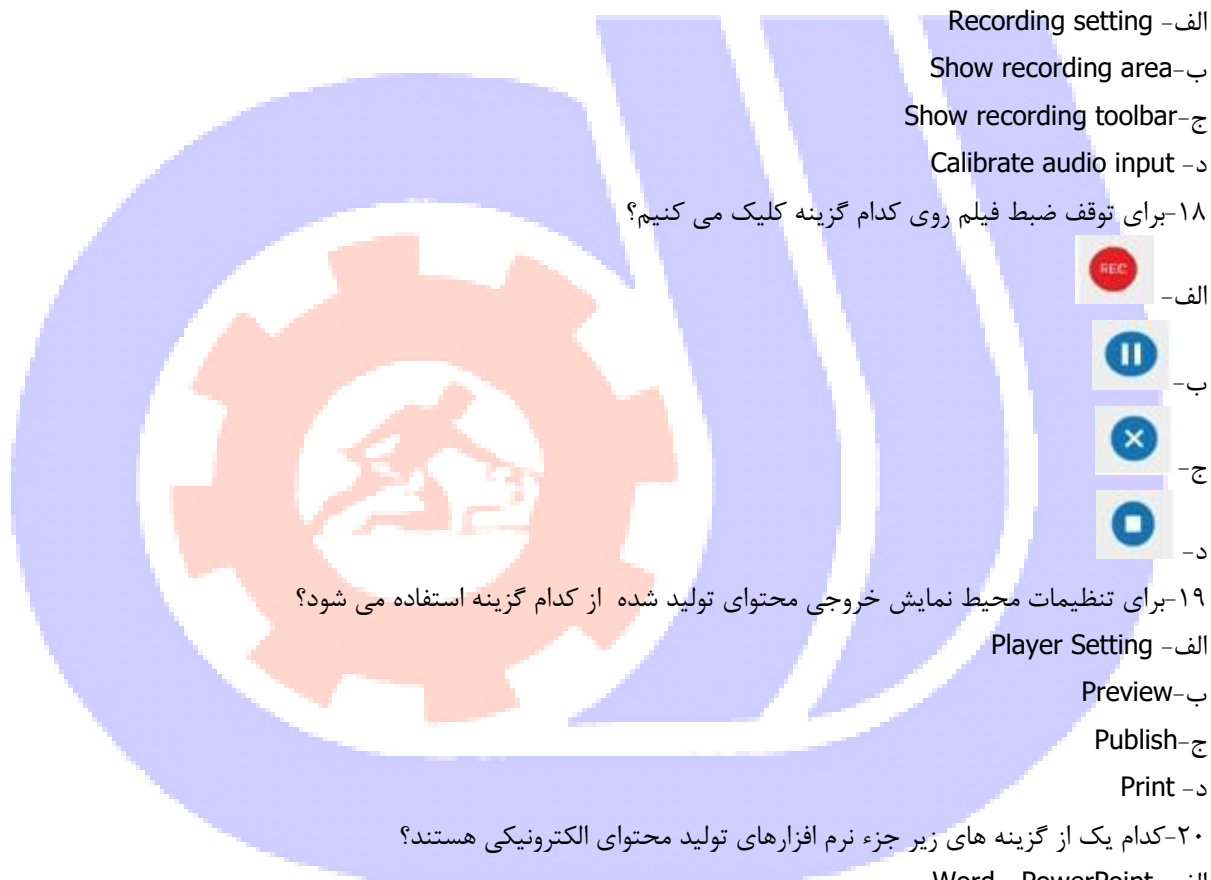 الف- Recording setting
ب-Show recording area
ج-Show recording toolbar
د- Calibrate audio input
۱۸-برای توقف ضبط فیلم روی کدام گزینه کلیک می کنیم؟
الف- REC
ب-
ج-
د-
۱۹-برای تنظیمات محیط نمایش خروجی محتوای تولید شده از کدام گزینه استفاده می شود؟
الف- Player Setting
ب-Preview
ج-Publish
د- Print
۲۰-کدام یک از گزینه های زیر جزء نرم افزارهای تولید محتوای الکترونیکی هستند؟
الف- Word - PowerPoint